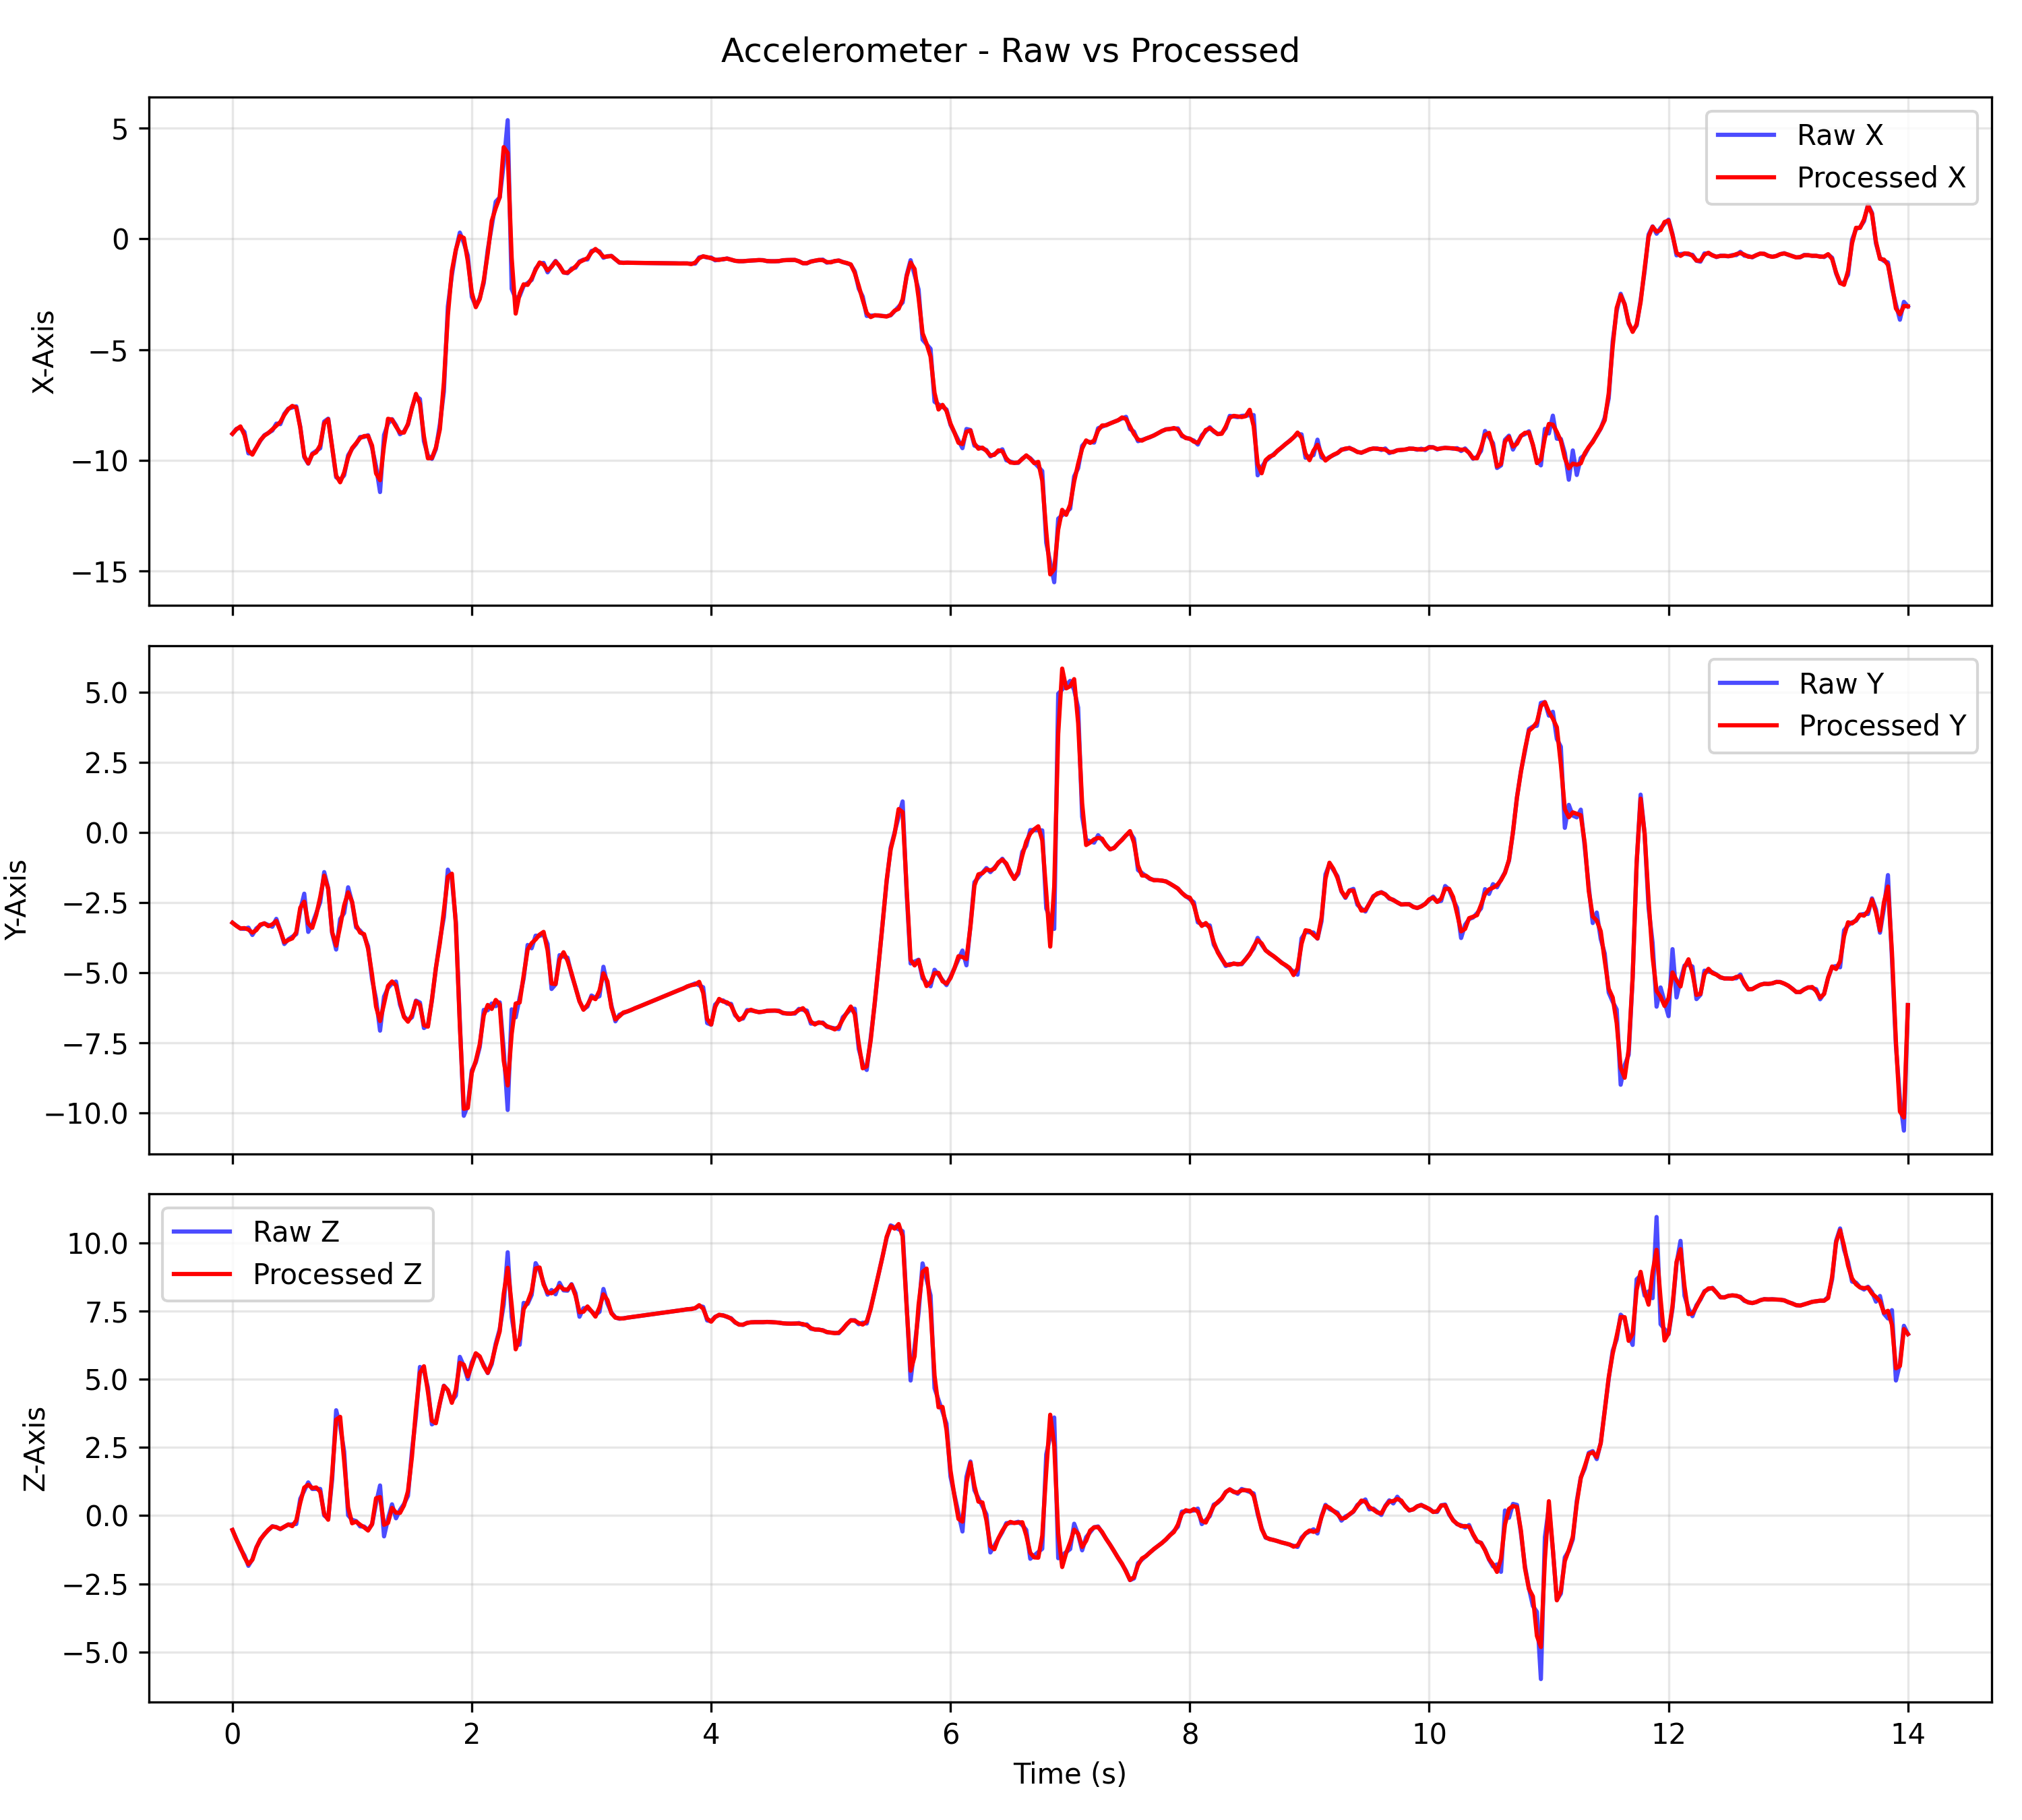 Accelerometer - Raw vs Processed
X-Axis
5
0
−5
−10
−15
Raw X
Processed X
Y-Axis
5.0
2.5
0.0
−2.5
−5.0
−7.5
−10.0
Raw Y
Processed Y
Z-Axis
10.0
7.5
5.0
2.5
0.0
−2.5
−5.0
Raw Z
Processed Z
0 2 4 6 8 10 12 14
Time (s)